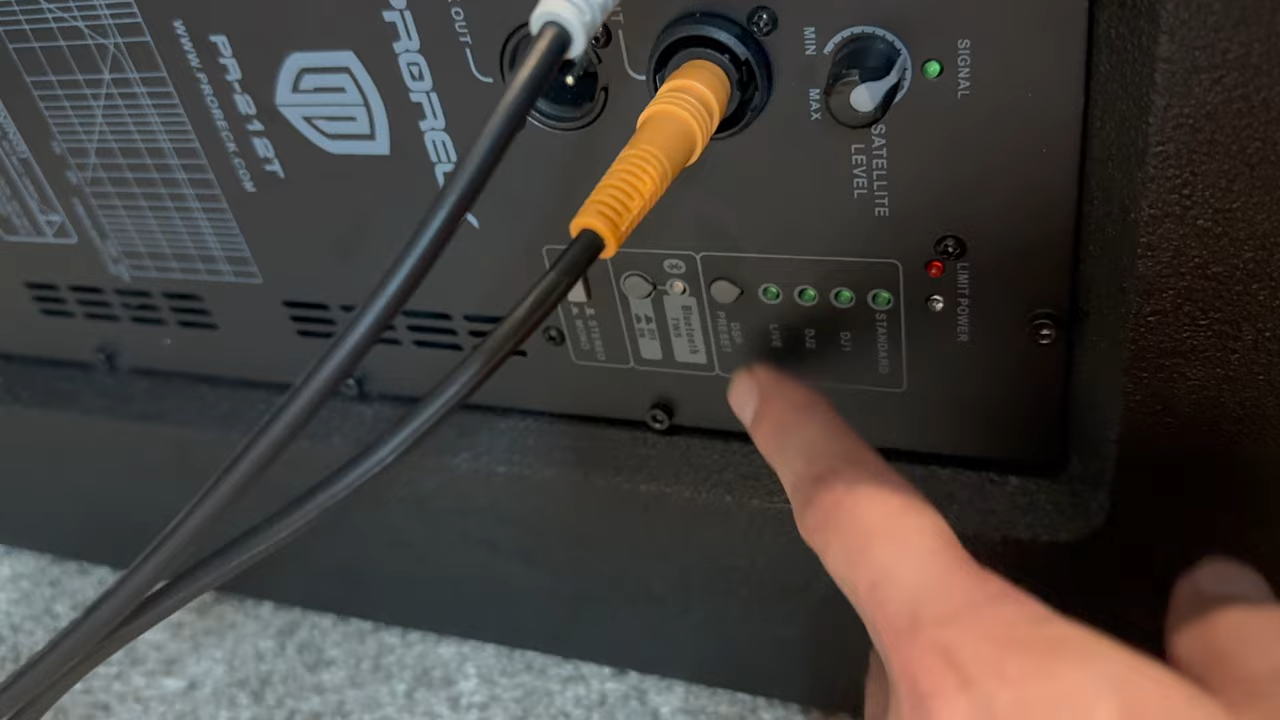 PRORECK
PR-212T
WWW.PRORECK.COM
OUT
MIN
MAX
SIGNAL
SATELLITE
LEVEL
LIMIT POWER
STEREO
MONO
Bluetooth
TWS
DSP
PRESET
LIVE
DJ2
DJ1
STANDARD